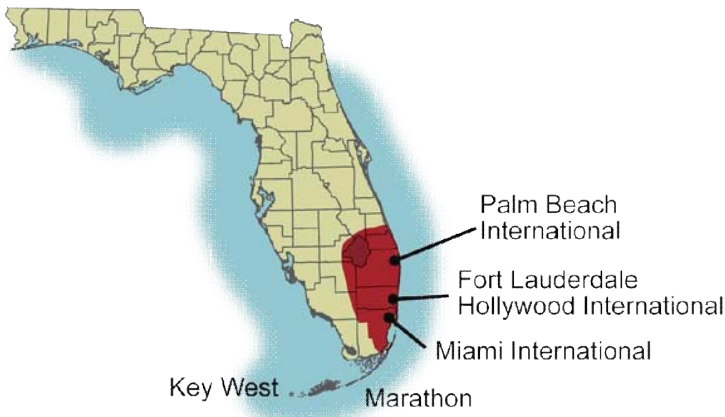 Palm Beach
International
Fort Lauderdale
Hollywood International
Miami International
Key West
Marathon